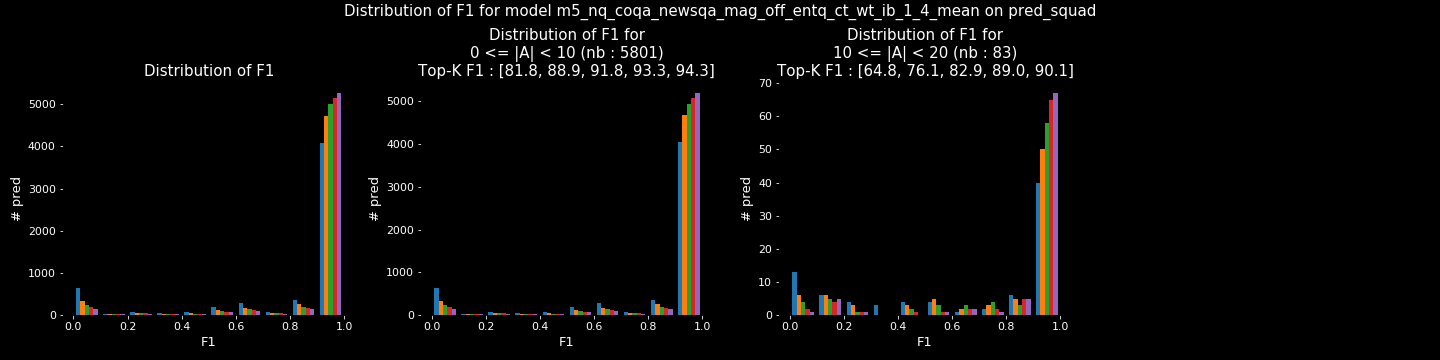 Distribution of F1 for model m5_nq_coqa_newsqa_mag_off_entq_ct_wt_ib_1_4_mean on pred_squad
Distribution of F1
# pred
5000
4000
3000
2000
1000
0
0.0 0.2 0.4 0.6 0.8 1.0
F1
Distribution of F1 for
0 <= |A| < 10 (nb : 5801)
Top-K F1 : [81.8, 88.9, 91.8, 93.3, 94.3]
# pred
5000
4000
3000
2000
1000
0
0.0 0.2 0.4 0.6 0.8 1.0
F1
Distribution of F1 for
10 <= |A| < 20 (nb : 83)
Top-K F1 : [64.8, 76.1, 82.9, 89.0, 90.1]
# pred
70
60
50
40
30
20
10
0
0.0 0.2 0.4 0.6 0.8 1.0
F1